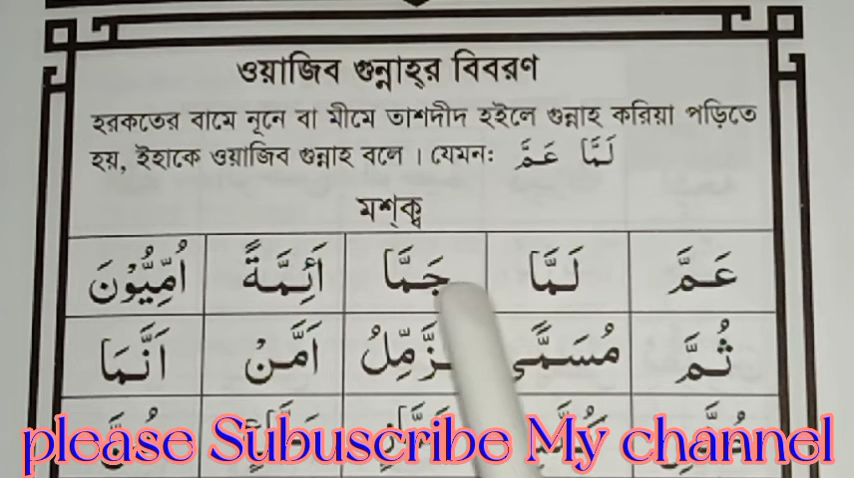 ওয়াজিব গুন্নাহ্‌র বিবরণ
হরকতের বামে নূনে বা মীমে তাশদীদ হইলে গুন্নাহ করিয়া পড়িতে
হয়, ইহাকে ওয়াজিব গুন্নাহ বলে । যেমনঃ لَمَّا عَمَّ
মশ্‌ক্ব
عَمَّ لَمَّا جَمًّا أَئِمَّةً اُمِّيُّوْنَ
ثُمَّ مُسَمًّى اَمَّنْ اَنَّمَا
please Subuscribe My channel